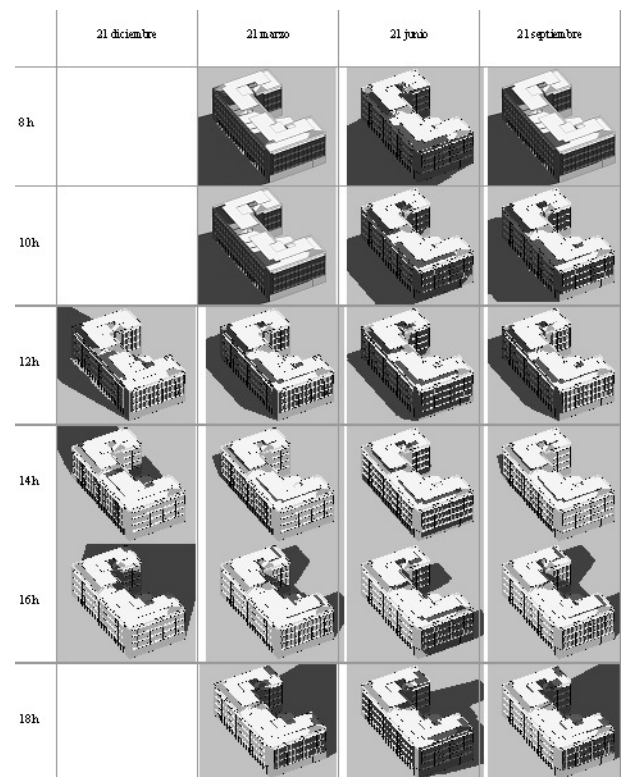 21 diciembre 21 marzo 21 junio 21 septiembre
8h
10h
12h
14h
16h
18h